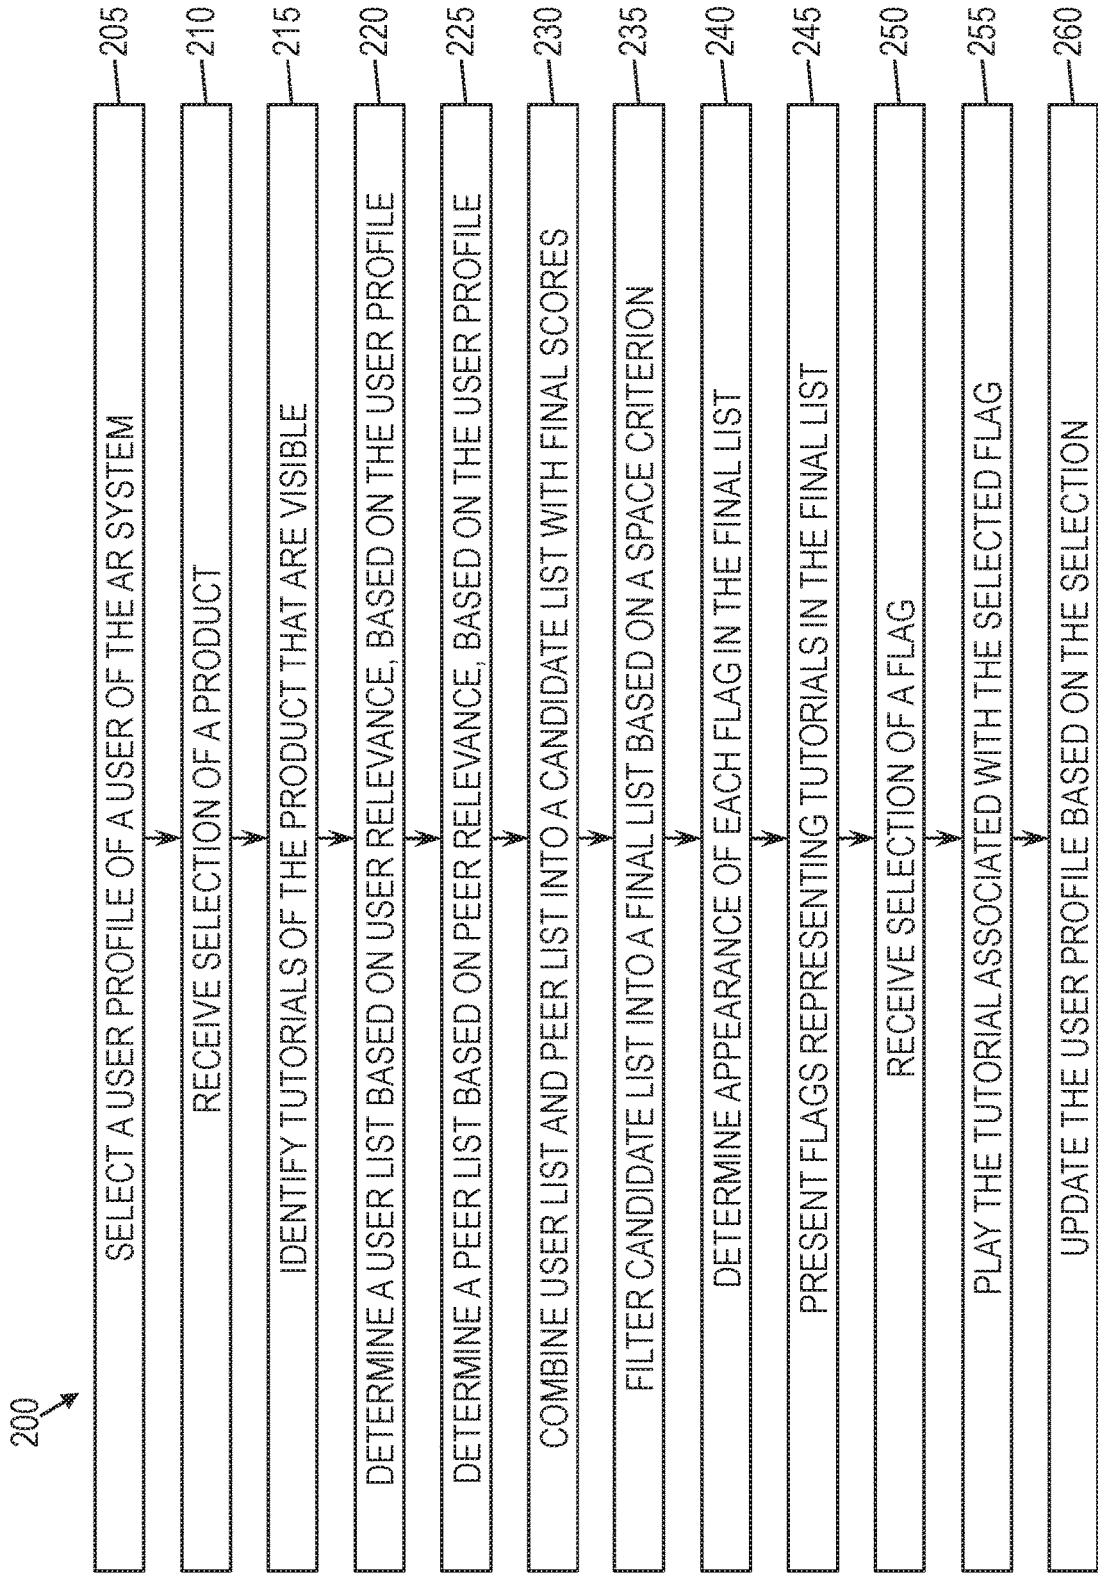 200
SELECT A USER PROFILE OF A USER OF THE AR SYSTEM
205
RECEIVE SELECTION OF A PRODUCT
210
IDENTIFY TUTORIALS OF THE PRODUCT THAT ARE VISIBLE
215
DETERMINE A USER LIST BASED ON USER RELEVANCE, BASED ON THE USER PROFILE
220
DETERMINE A PEER LIST BASED ON PEER RELEVANCE, BASED ON THE USER PROFILE
225
COMBINE USER LIST AND PEER LIST INTO A CANDIDATE LIST WITH FINAL SCORES
230
FILTER CANDIDATE LIST INTO A FINAL LIST BASED ON A SPACE CRITERION
235
DETERMINE APPEARANCE OF EACH FLAG IN THE FINAL LIST
240
PRESENT FLAGS REPRESENTING TUTORIALS IN THE FINAL LIST
245
RECEIVE SELECTION OF A FLAG
250
PLAY THE TUTORIAL ASSOCIATED WITH THE SELECTED FLAG
255
UPDATE THE USER PROFILE BASED ON THE SELECTION
260